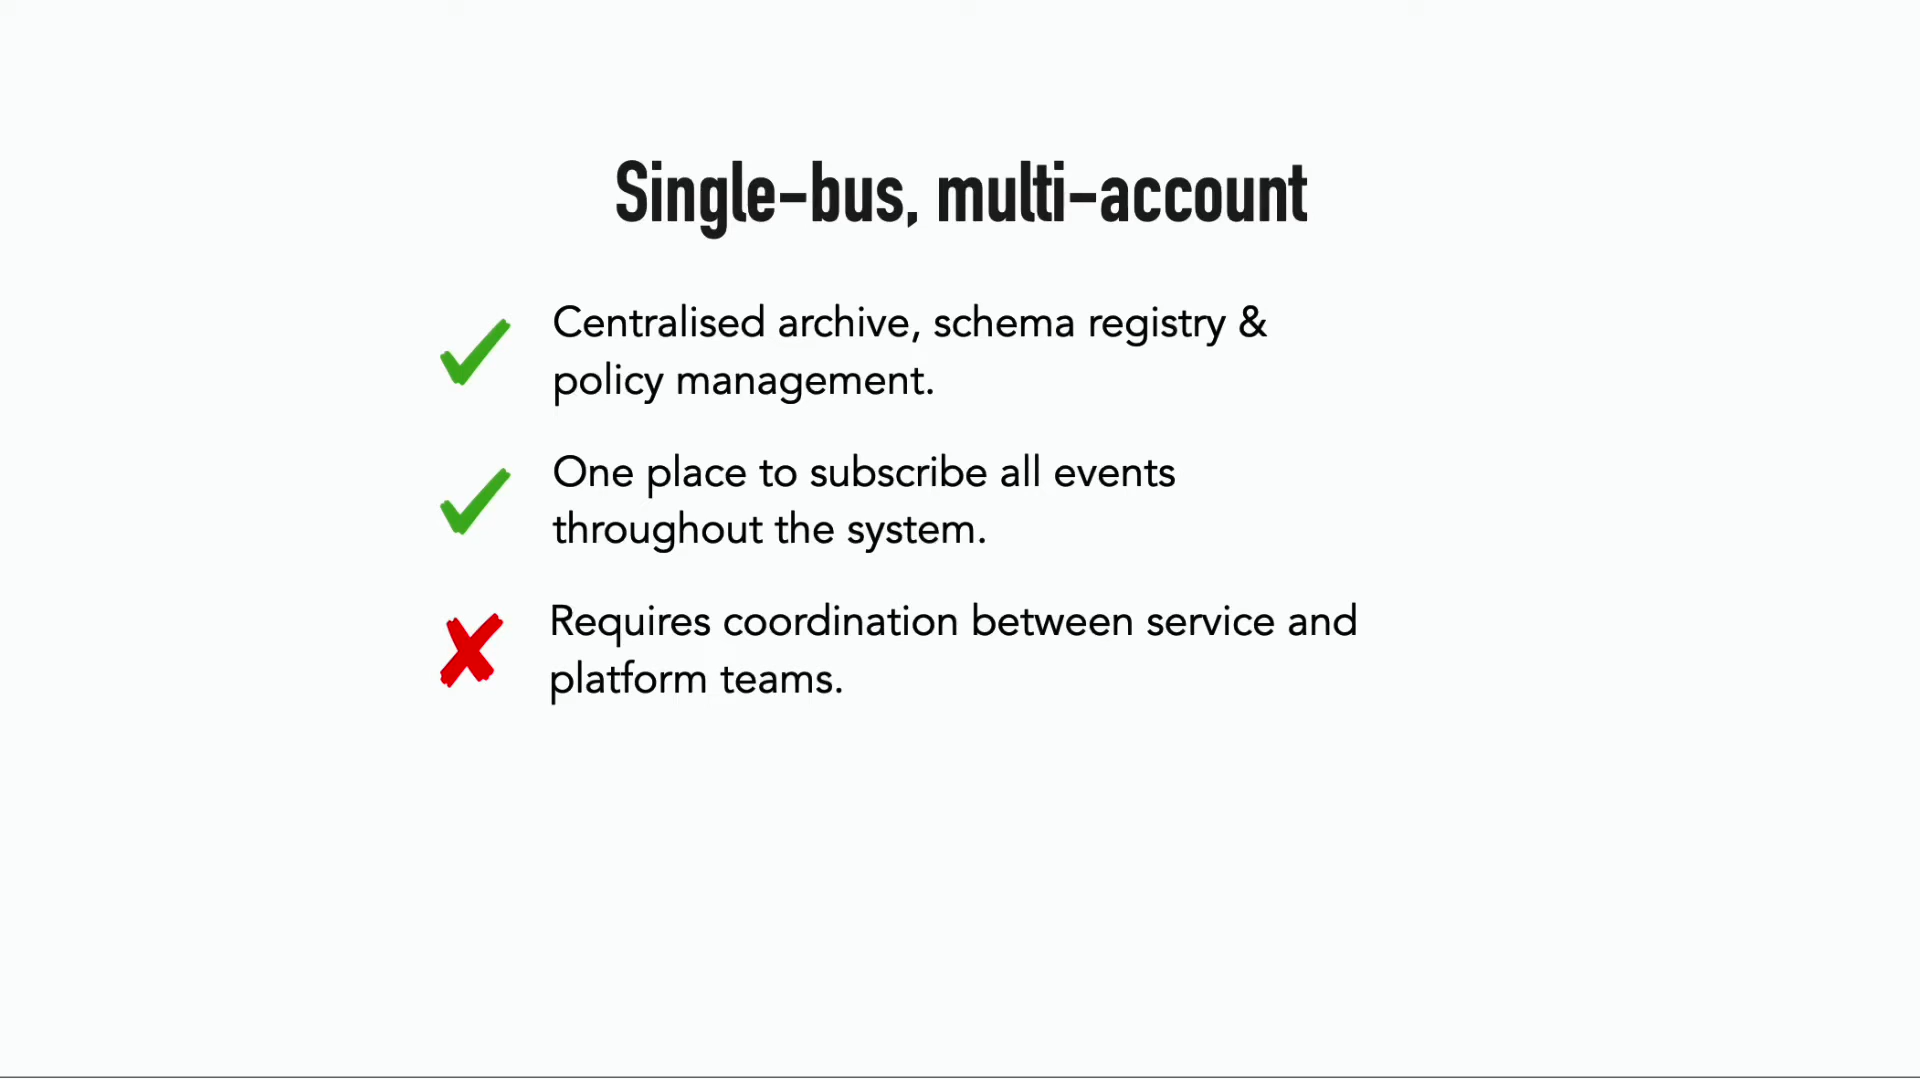 Single-bus, multi-account
Centralised archive, schema registry &
policy management.
One place to subscribe all events
throughout the system.
Requires coordination between service and
platform teams.